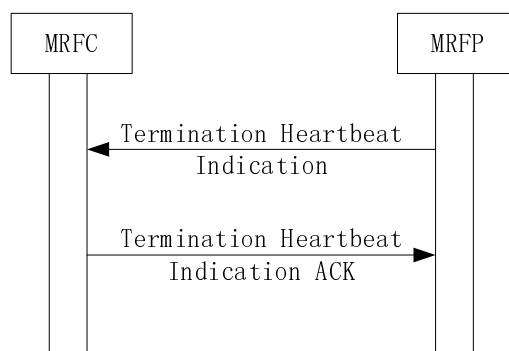 MRFC
MRFP
Termination Heartbeat
Indication
Termination Heartbeat
Indication ACK